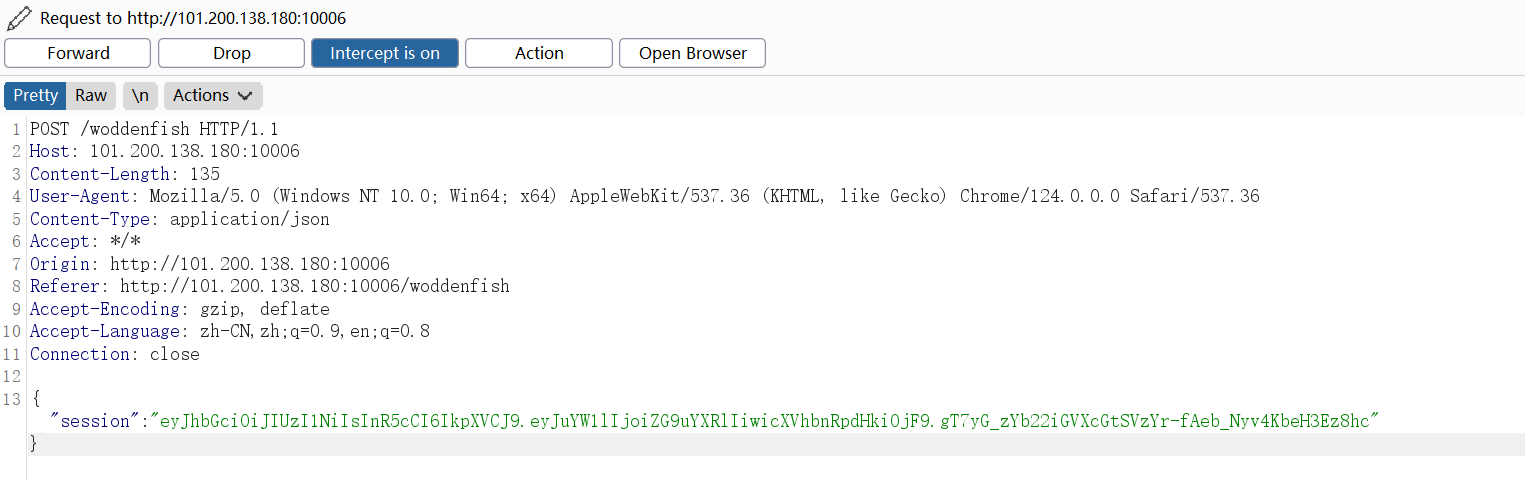 Request to http://101.200.138.180:10006
Forward Drop Intercept is on Action Open Browser
Pretty Raw \n Actions
1 POST /woddenfish HTTP/1.1
2 Host: 101.200.138.180:10006
3 Content-Length: 135
4 User-Agent: Mozilla/5.0 (Windows NT 10.0; Win64; x64) AppleWebKit/537.36 (KHTML, like Gecko) Chrome/124.0.0.0 Safari/537.36
5 Content-Type: application/json
6 Accept: */*
7 Origin: http://101.200.138.180:10006
8 Referer: http://101.200.138.180:10006/woddenfish
9 Accept-Encoding: gzip, deflate
10 Accept-Language: zh-CN,zh;q=0.9,en;q=0.8
11 Connection: close
12
13 {
"session":"eyJhbGciOiJIUzI1NiIsInR5cCI6IkpXVCJ9.eyJuYW1lIjoiZG9uYXRlIiwicXVhbnRpdHkiOjF9.gT7yG_zYb22iGVXcGtSVzYr-fAeb_Nyv4KbeH3Ez8hc"
}